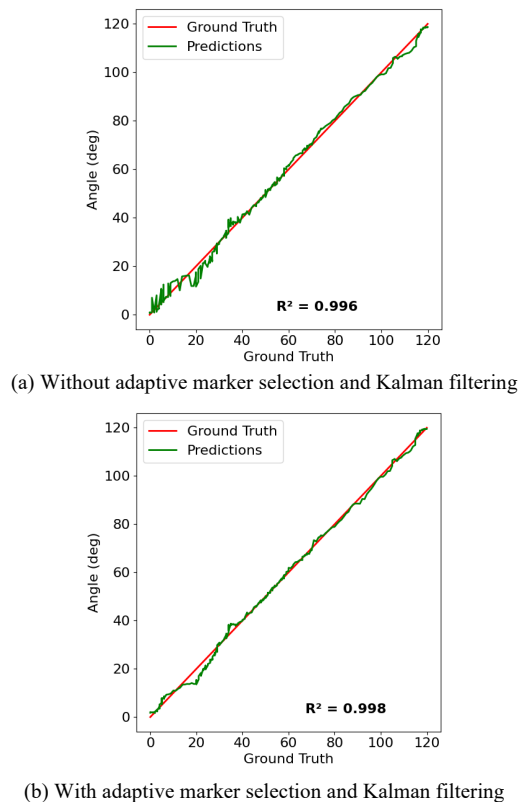 120
100
80
60
40
20
0
Angle (deg)
Ground Truth
Predictions
R² = 0.996
0 20 40 60 80 100 120
Ground Truth
(a) Without adaptive marker selection and Kalman filtering
120
100
80
60
40
20
0
Angle (deg)
Ground Truth
Predictions
R² = 0.998
0 20 40 60 80 100 120
Ground Truth
(b) With adaptive marker selection and Kalman filtering